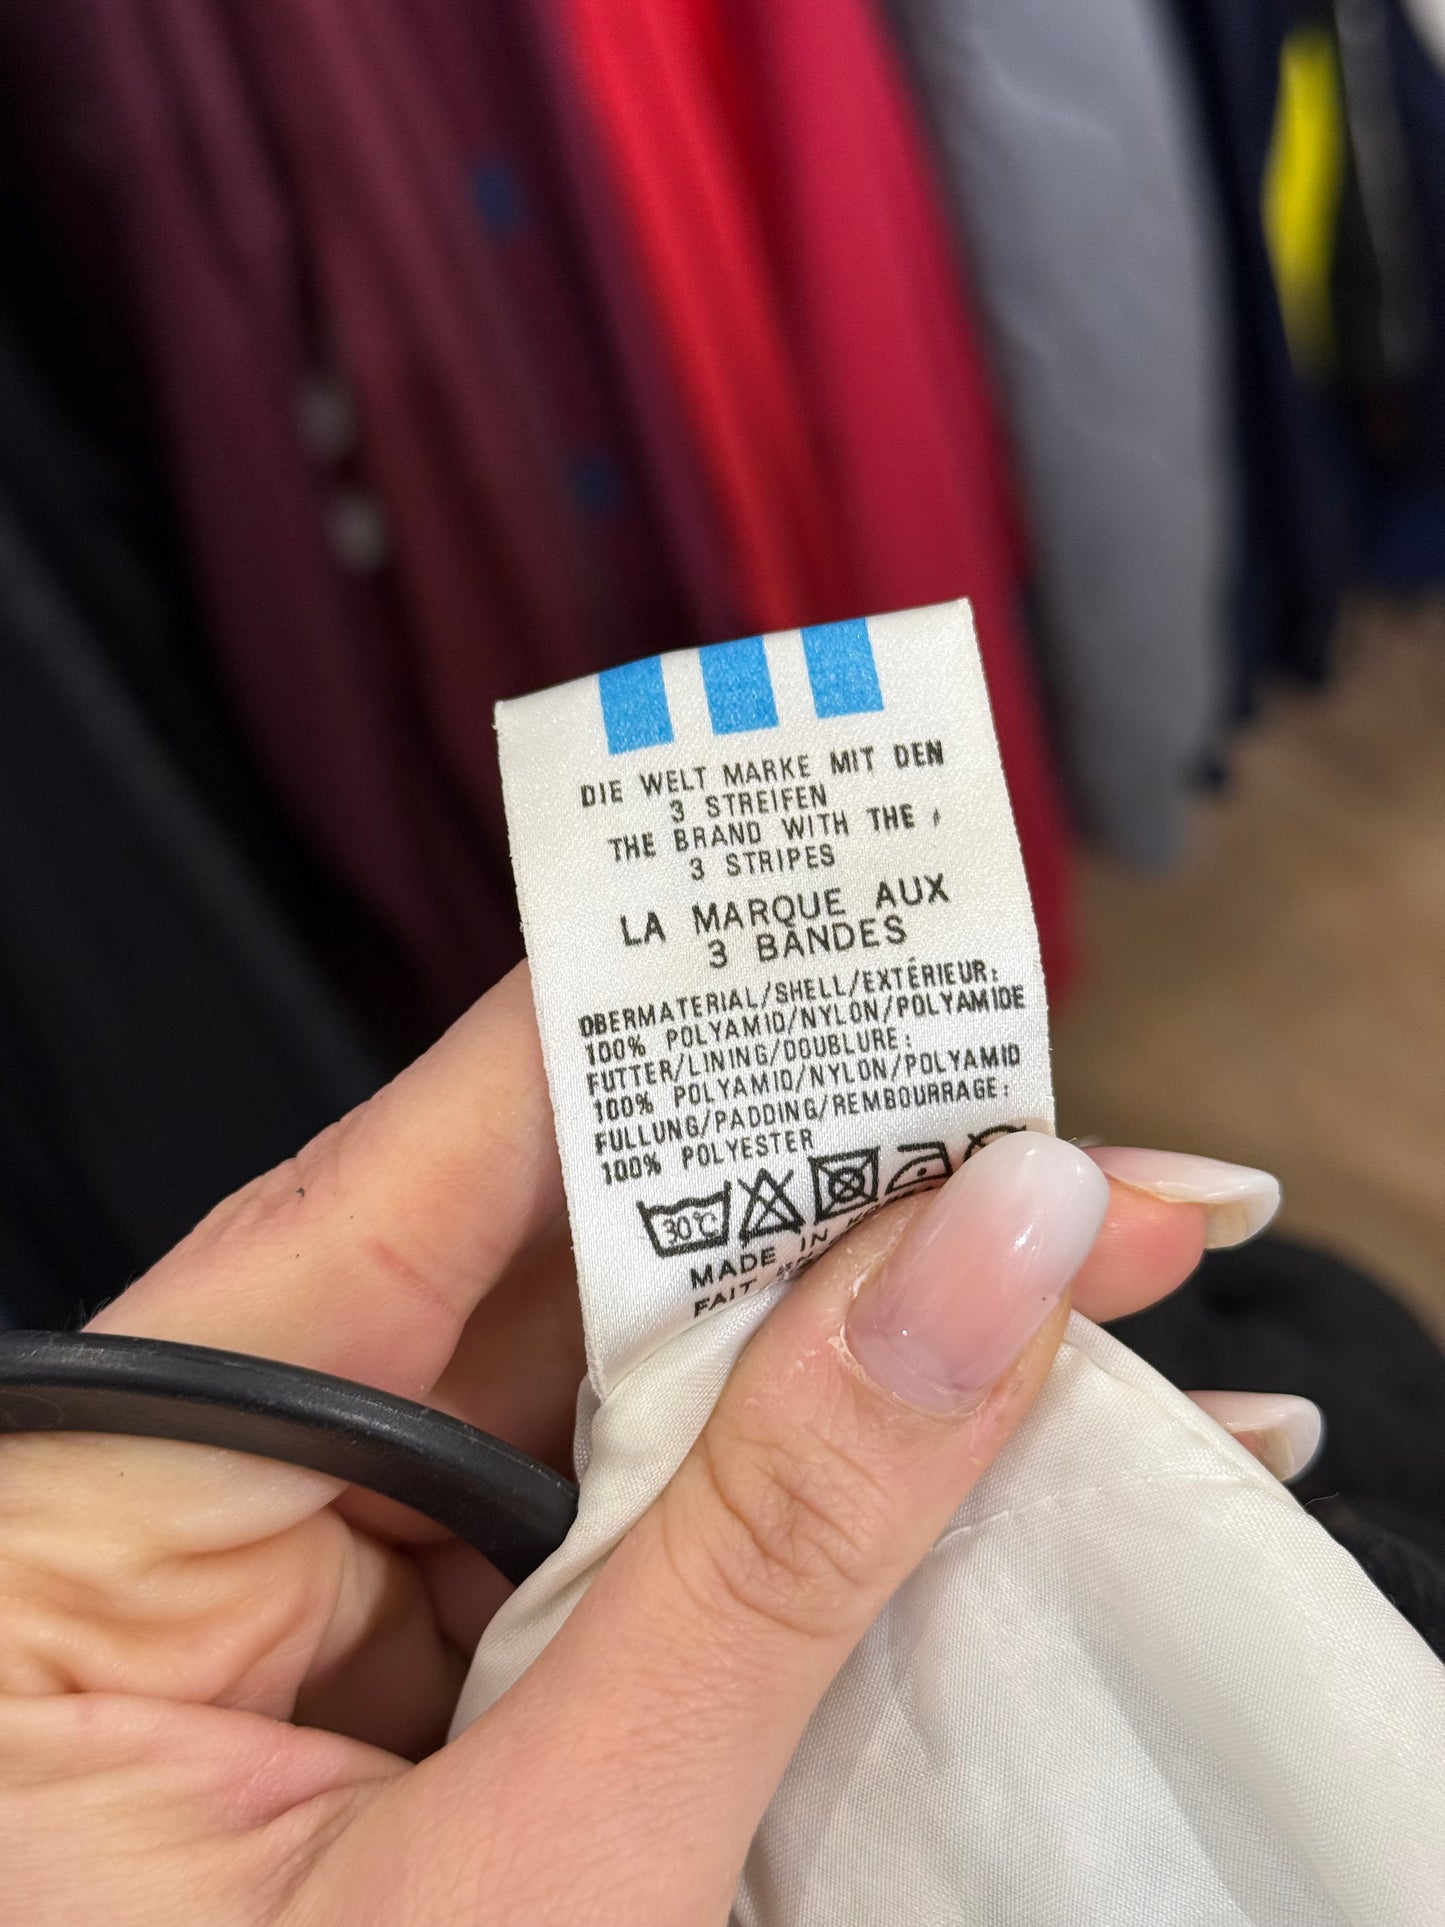 DIE WELT MARKE MIT DEN
3 STREIFEN
THE BRAND WITH THE
3 STRIPES
LA MARQUE AUX
3 BANDES
OBERMATERIAL/SHELL/EXTÉRIEUR:
100% POLYAMID/NYLON/POLYAMIDE
FUTTER/LINING/DOUBLURE:
100% POLYAMID/NYLON/POLYAMID
FÜLLUNG/PADDING/REMBOURRAGE:
100% POLYESTER
30°C
MADE IN
FAIT